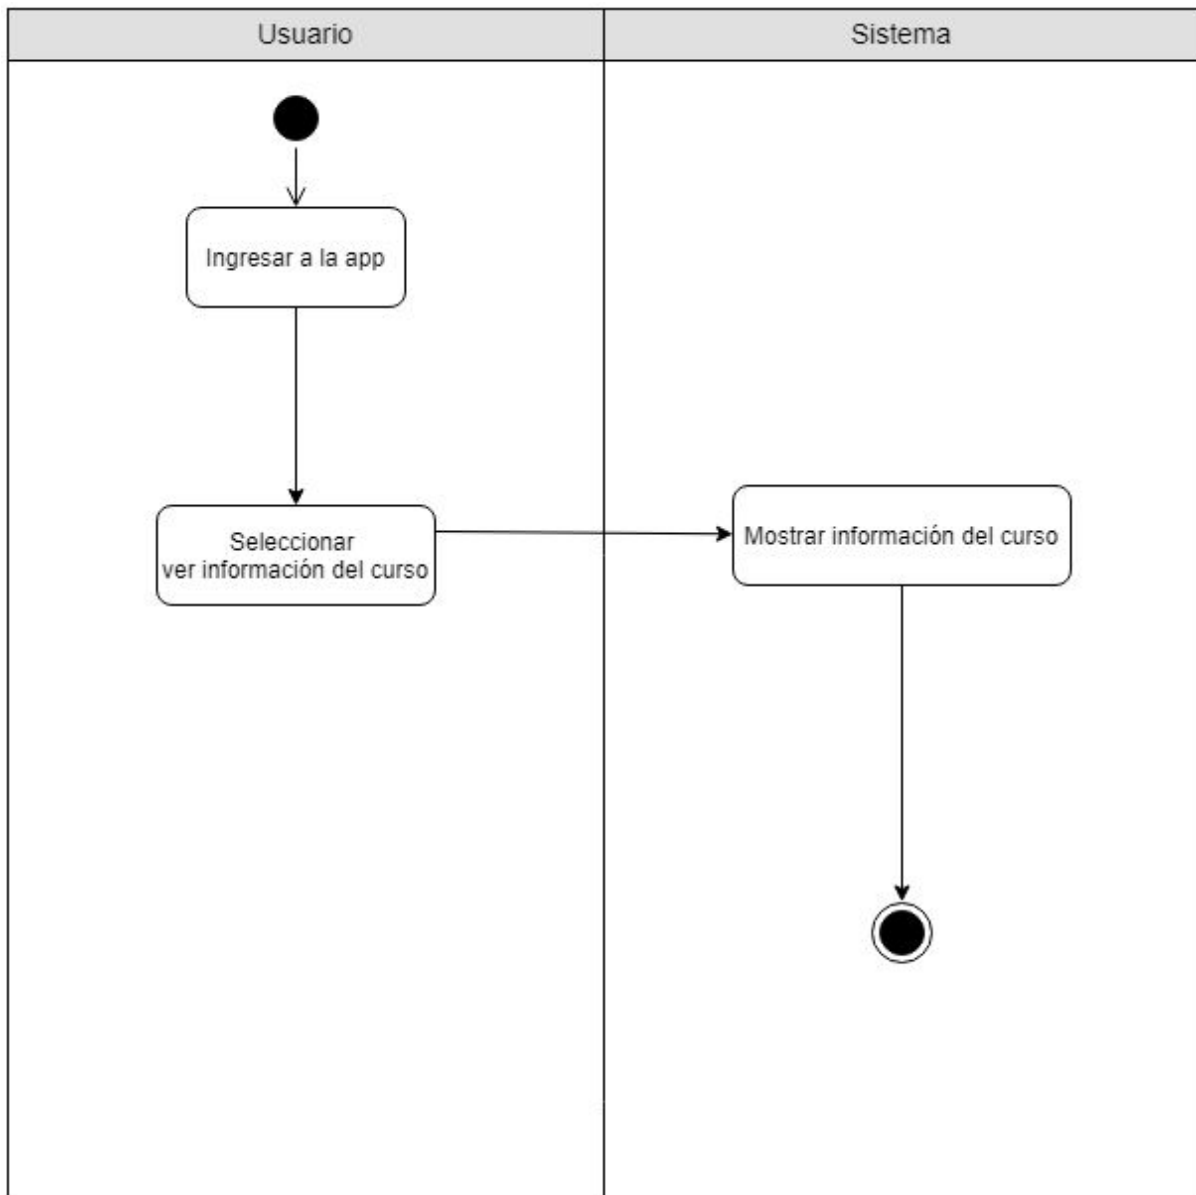 Usuario
Sistema
Ingresar a la app
Seleccionar
ver información del curso
Mostrar información del curso